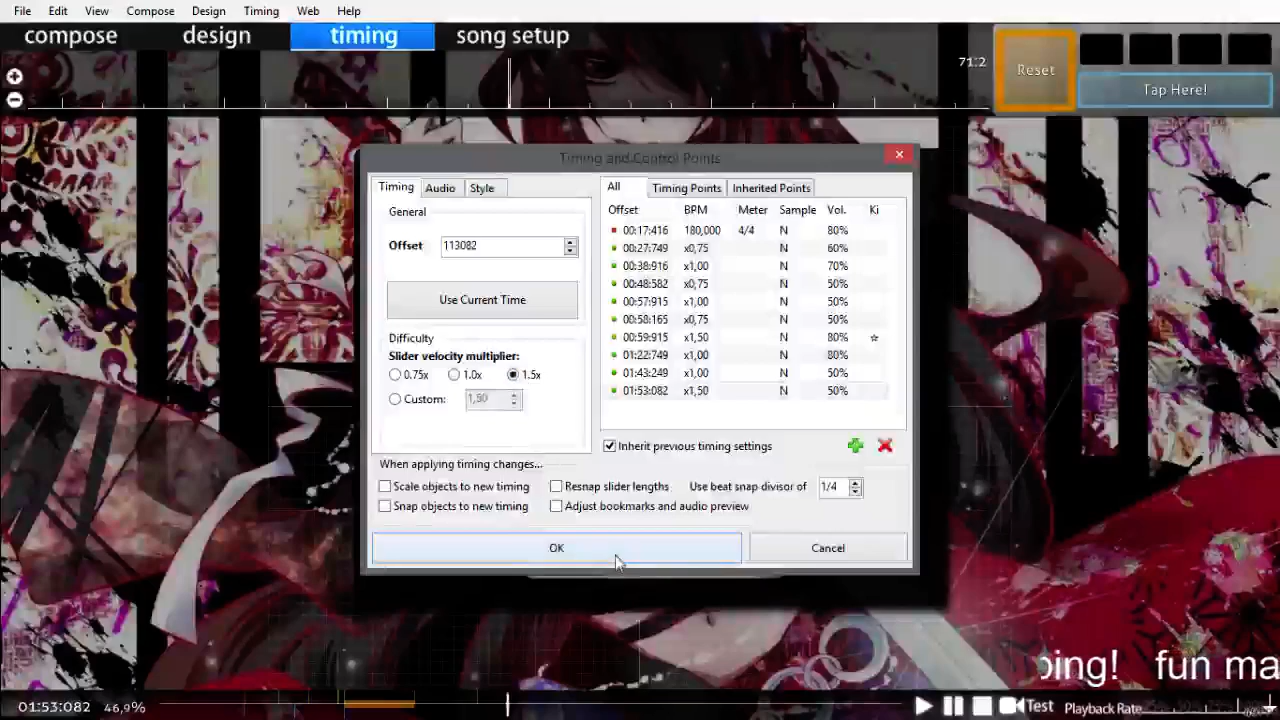 File Edit View Compose Design Timing Web Help
compose design timing song setup
71:2
Reset
Tap Here!
Timing and Control Points
Timing Audio Style
All Timing Points Inherited Points
General
Offset 113082
Use Current Time
Difficulty
Slider velocity multiplier:
0.75x 1.0x 1.5x
Custom: 1,50
Offset BPM Meter Sample Vol. Ki
00:17:416 180,000 4/4 N 80%
00:27:749 x0,75 N 60%
00:38:916 x1,00 N 70%
00:48:582 x0,75 N 50%
00:57:915 x1,00 N 50%
00:58:165 x0,75 N 50%
00:59:915 x1,50 N 80% ☆
01:22:749 x1,00 N 80%
01:43:249 x1,00 N 50%
01:53:082 x1,50 N 50%
Inherit previous timing settings
When applying timing changes...
Scale objects to new timing Resnap slider lengths Use beat snap divisor of 1/4
Snap objects to new timing Adjust bookmarks and audio preview
OK Cancel
ping! fun ma
01:53:082 46,9% Test Playback Rate